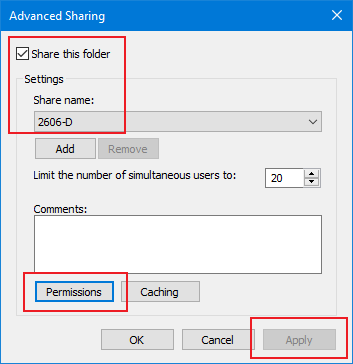 Advanced Sharing
Share this folder
Settings
Share name:
2606-D
Add Remove
Limit the number of simultaneous users to: 20
Comments:
Permissions Caching
OK Cancel Apply